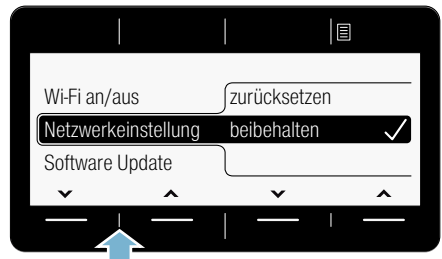 Wi-Fi an/aus zurücksetzen
Netzwerkeinstellung beibehalten
Software Update